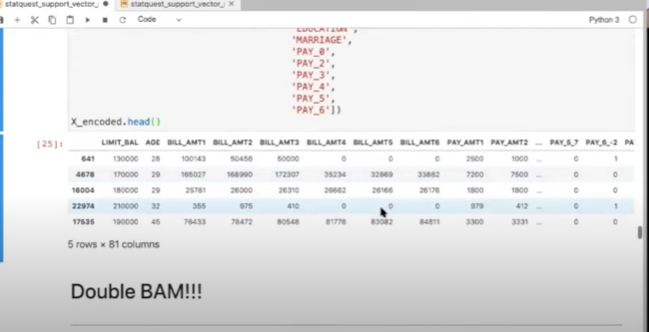 statquest_support_vector_ statquest_support_vector_
Code Python 3
EDUCATION',
'MARRIAGE',
'PAY_0',
'PAY_2',
'PAY_3',
'PAY_4',
'PAY_5',
'PAY_6'])
X_encoded.head()
[25]: LIMIT_BAL AGE BILL_AMT1 BILL_AMT2 BILL_AMT3 BILL_AMT4 BILL_AMT5 BILL_AMT6 PAY_AMT1 PAY_AMT2 ... PAY_5_7 PAY_6_-2 PA
641 130000 28 100143 50456 50000 0 0 0 2500 1000 ... 0 1
4678 170000 29 165027 168990 172307 35234 32869 33862 7200 7500 ... 0 0
16004 180000 29 25781 26000 26310 26662 26166 26176 1800 1800 ... 0 0
22974 210000 32 355 975 410 0 0 0 979 412 ... 0 1
17535 190000 45 76433 78472 80548 81778 83082 84811 3300 3331 ... 0 0
5 rows × 81 columns
Double BAM!!!